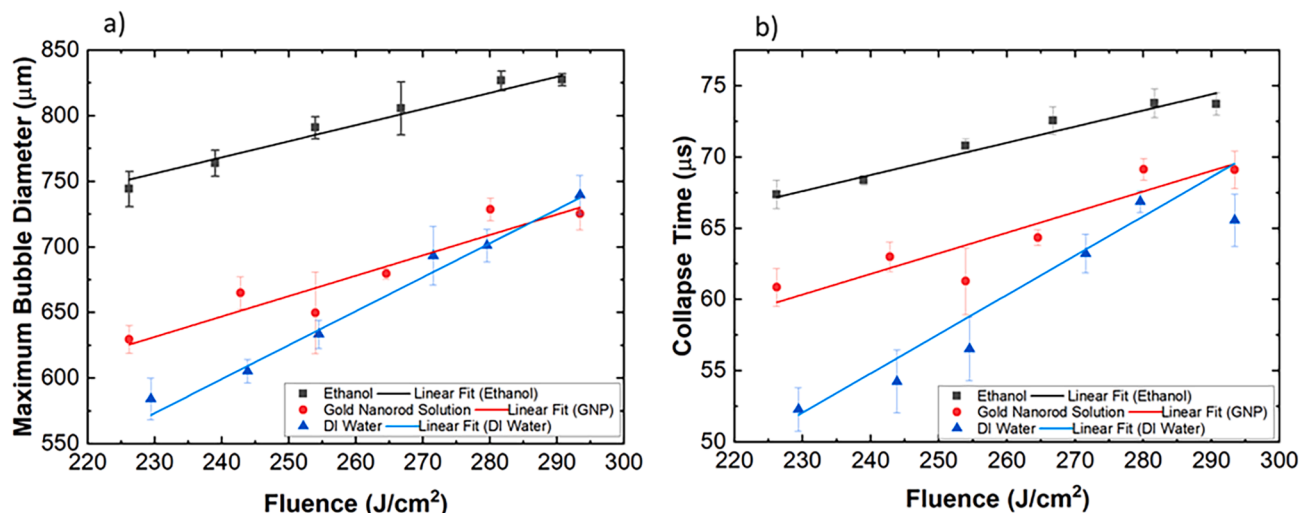 a)
Maximum Bubble Diameter (μm)
850
800
750
700
650
600
550
Ethanol Linear Fit (Ethanol)
Gold Nanorod Solution Linear Fit (GNP)
DI Water Linear Fit (DI Water)
220 230 240 250 260 270 280 290 300
Fluence (J/cm²)
b)
Collapse Time (μs)
75
70
65
60
55
50
Ethanol Linear Fit (Ethanol)
Gold Nanorod Solution Linear Fit (GNP)
DI Water Linear Fit (DI Water)
220 230 240 250 260 270 280 290 300
Fluence (J/cm²)